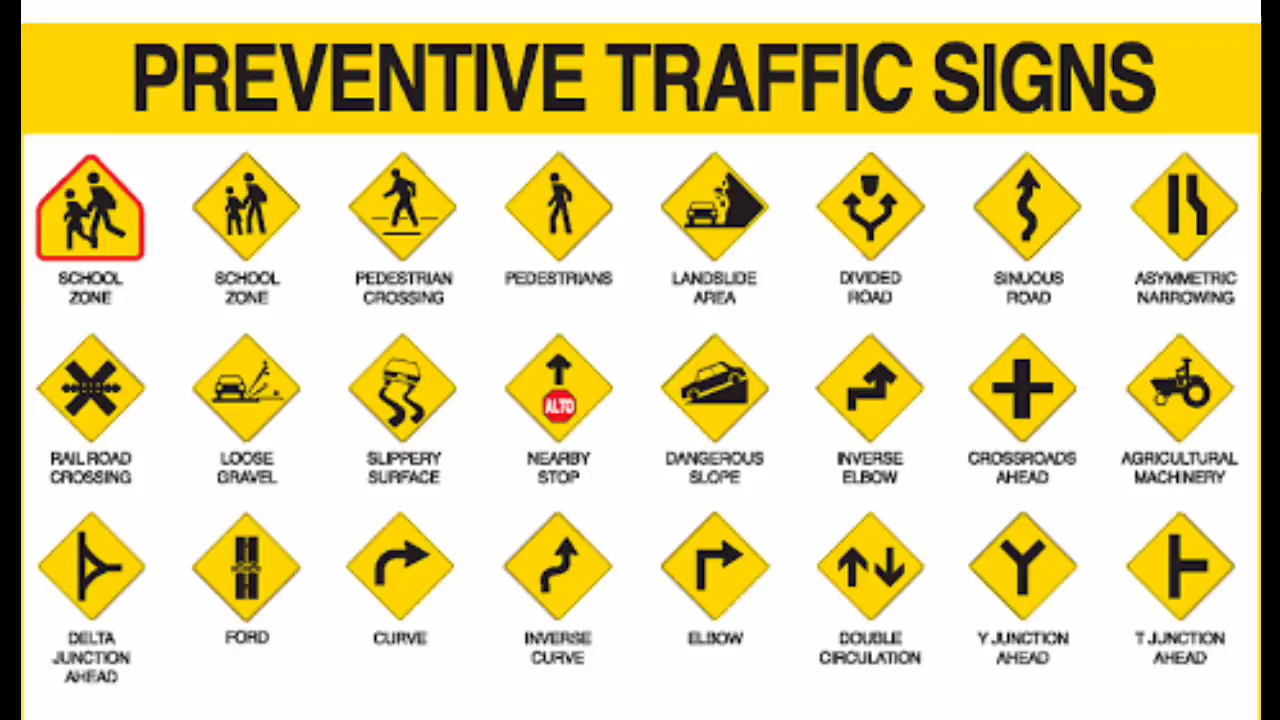 PREVENTIVE TRAFFIC SIGNS
SCHOOL
ZONE
SCHOOL
ZONE
PEDESTRIAN
CROSSING
PEDESTRIANS
LANDSLIDE
AREA
DIVIDED
ROAD
SINUOUS
ROAD
ASYMMETRIC
NARROWING
RAILROAD
CROSSING
LOOSE
GRAVEL
SLIPPERY
SURFACE
ALTO
NEARBY
STOP
DANGEROUS
SLOPE
INVERSE
ELBOW
CROSSROADS
AHEAD
AGRICULTURAL
MACHINERY
DELTA
JUNCTION
AHEAD
FORD
CURVE
INVERSE
CURVE
ELBOW
DOUBLE
CIRCULATION
Y JUNCTION
AHEAD
T JUNCTION
AHEAD